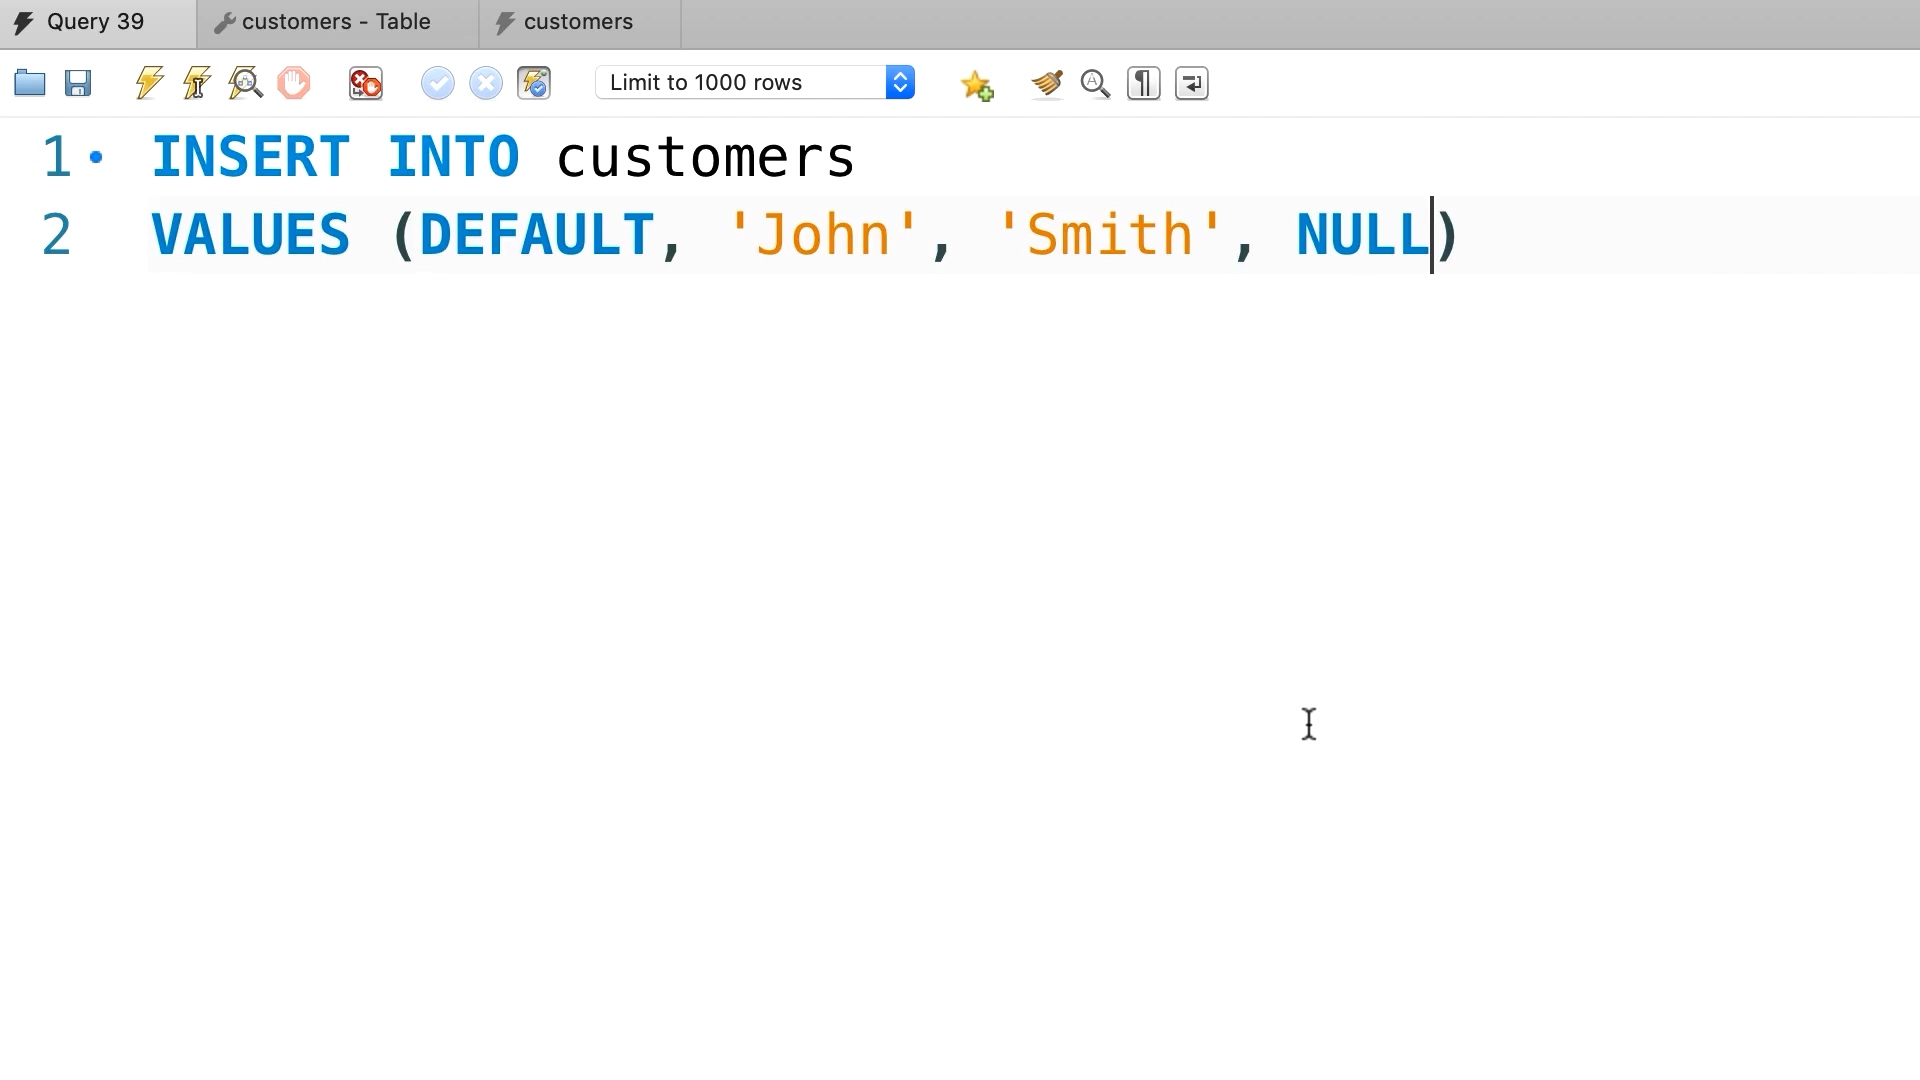 Query 39
customers - Table
customers
Limit to 1000 rows
1 INSERT INTO customers
2 VALUES (DEFAULT, 'John', 'Smith', NULL)